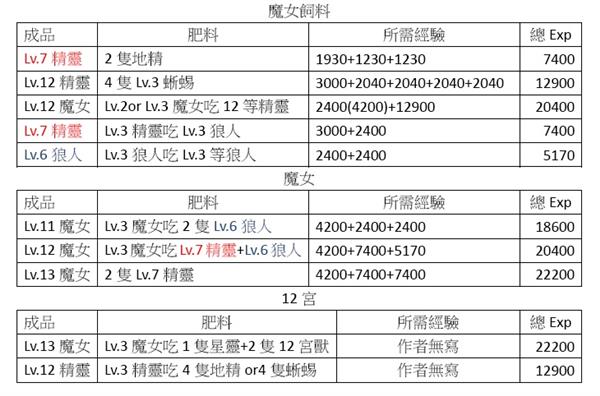 魔女飼料
成品 肥料 所需經驗 總 Exp
Lv.7 精靈 2 隻地精 1930+1230+1230 7400
Lv.12 精靈 4 隻 Lv.3 蜥蜴 3000+2040+2040+2040+2040 12900
Lv.12 魔女 Lv.2or Lv.3 魔女吃 12 等精靈 2400(4200)+12900 20400
Lv.7 精靈 Lv.3 精靈吃 Lv.3 狼人 3000+2400 7400
Lv.6 狼人 Lv.3 狼人吃 Lv.3 等狼人 2400+2400 5170
魔女
Lv.11 魔女 Lv.3 魔女吃 2 隻 Lv.6 狼人 4200+2400+2400 18600
Lv.12 魔女 Lv.3 魔女吃 Lv.7 精靈+Lv.6 狼人 4200+7400+5170 20400
Lv.13 魔女 2 隻 Lv.7 精靈 4200+7400+7400 22200
12 宮
成品 肥料 所需經驗 總 Exp
Lv.13 魔女 Lv.3 魔女吃 1 隻星靈+2 隻 12 宮獸 作者無寫 22200
Lv.12 精靈 Lv.3 精靈吃 4 隻地精 or4 隻蜥蜴 作者無寫 12900